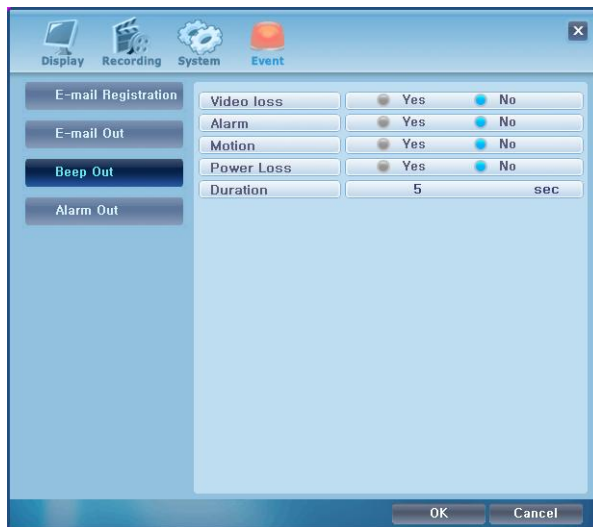 Display Recording System Event X
E-mail Registration
E-mail Out
Beep Out
Alarm Out
Video loss Yes No
Alarm Yes No
Motion Yes No
Power Loss Yes No
Duration 5 sec
OK Cancel